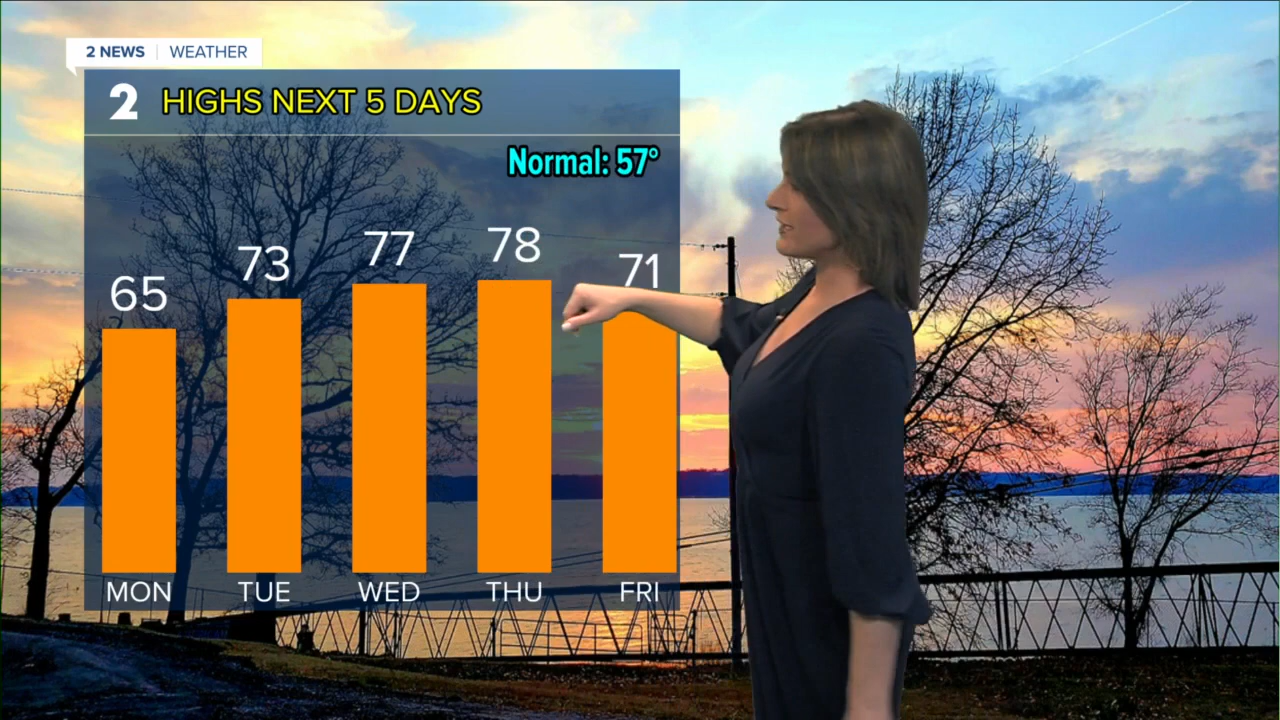 2 NEWS | WEATHER
2 HIGHS NEXT 5 DAYS
Normal: 57°
65 73 77 78 71
MON TUE WED THU FRI